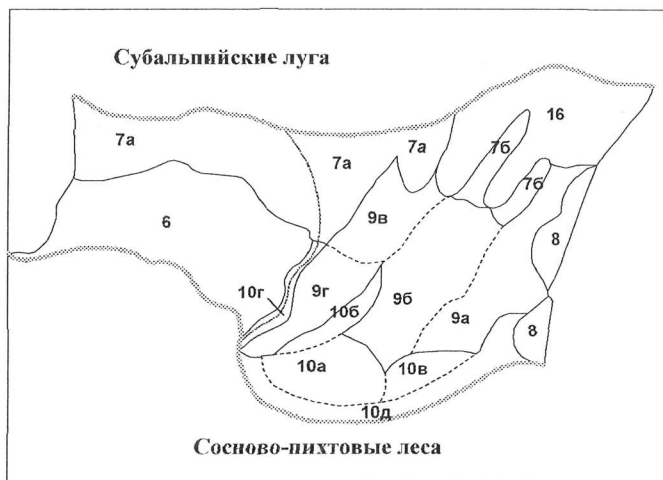 Субальпийские луга
16
7а
7а
7а
7б
7б
9в
6
8
10г
9г
10б
9б
9а
8
10а
10в
10д
Сосново-пихтовые леса